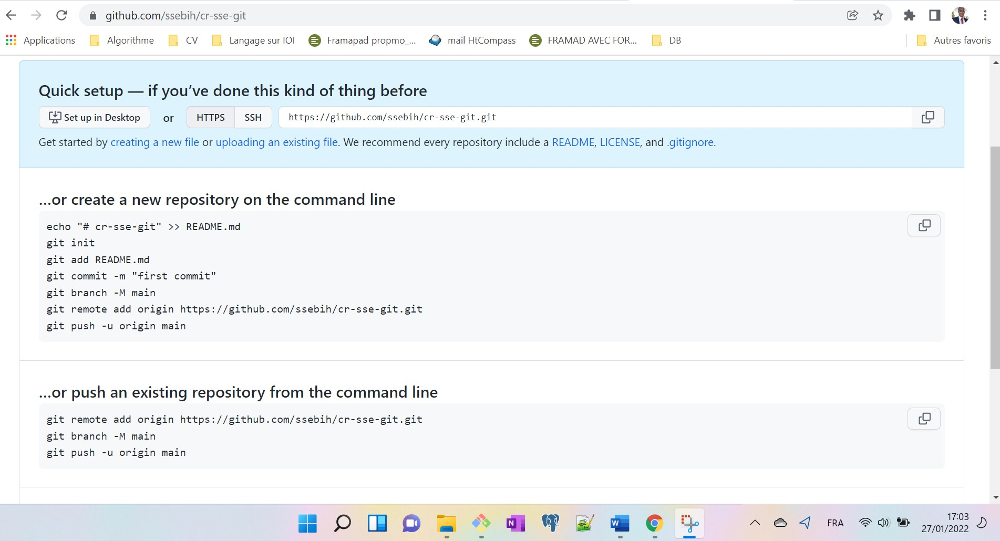 github.com/ssebih/cr-sse-git
Applications Algorithme CV Langage sur IOI Framapad propmo_... mail HtCompass FRAMAD AVEC FOR... DB Autres favoris
Quick setup — if you’ve done this kind of thing before
Set up in Desktop or HTTPS SSH https://github.com/ssebih/cr-sse-git.git
Get started by creating a new file or uploading an existing file. We recommend every repository include a README, LICENSE, and .gitignore.
…or create a new repository on the command line
echo "# cr-sse-git" >> README.md
git init
git add README.md
git commit -m "first commit"
git branch -M main
git remote add origin https://github.com/ssebih/cr-sse-git.git
git push -u origin main
…or push an existing repository from the command line
git remote add origin https://github.com/ssebih/cr-sse-git.git
git branch -M main
git push -u origin main
N W FRA 17:03
27/01/2022